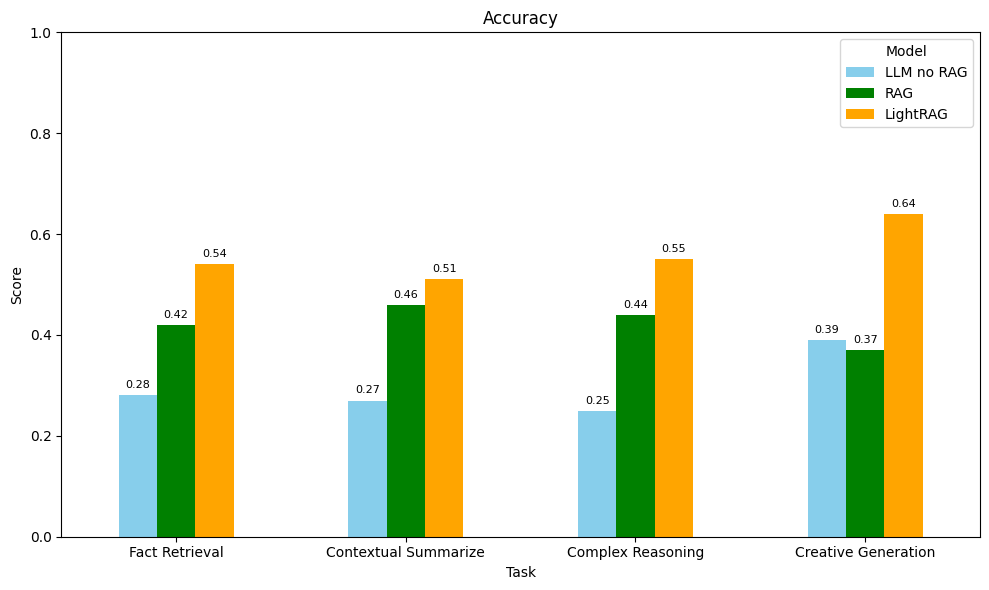 Accuracy
1.0
0.8
0.6
0.4
0.2
0.0
Score
Model
LLM no RAG
RAG
LightRAG
0.28
0.42
0.54
0.27
0.46
0.51
0.25
0.44
0.55
0.39
0.37
0.64
Fact Retrieval
Contextual Summarize
Complex Reasoning
Creative Generation
Task